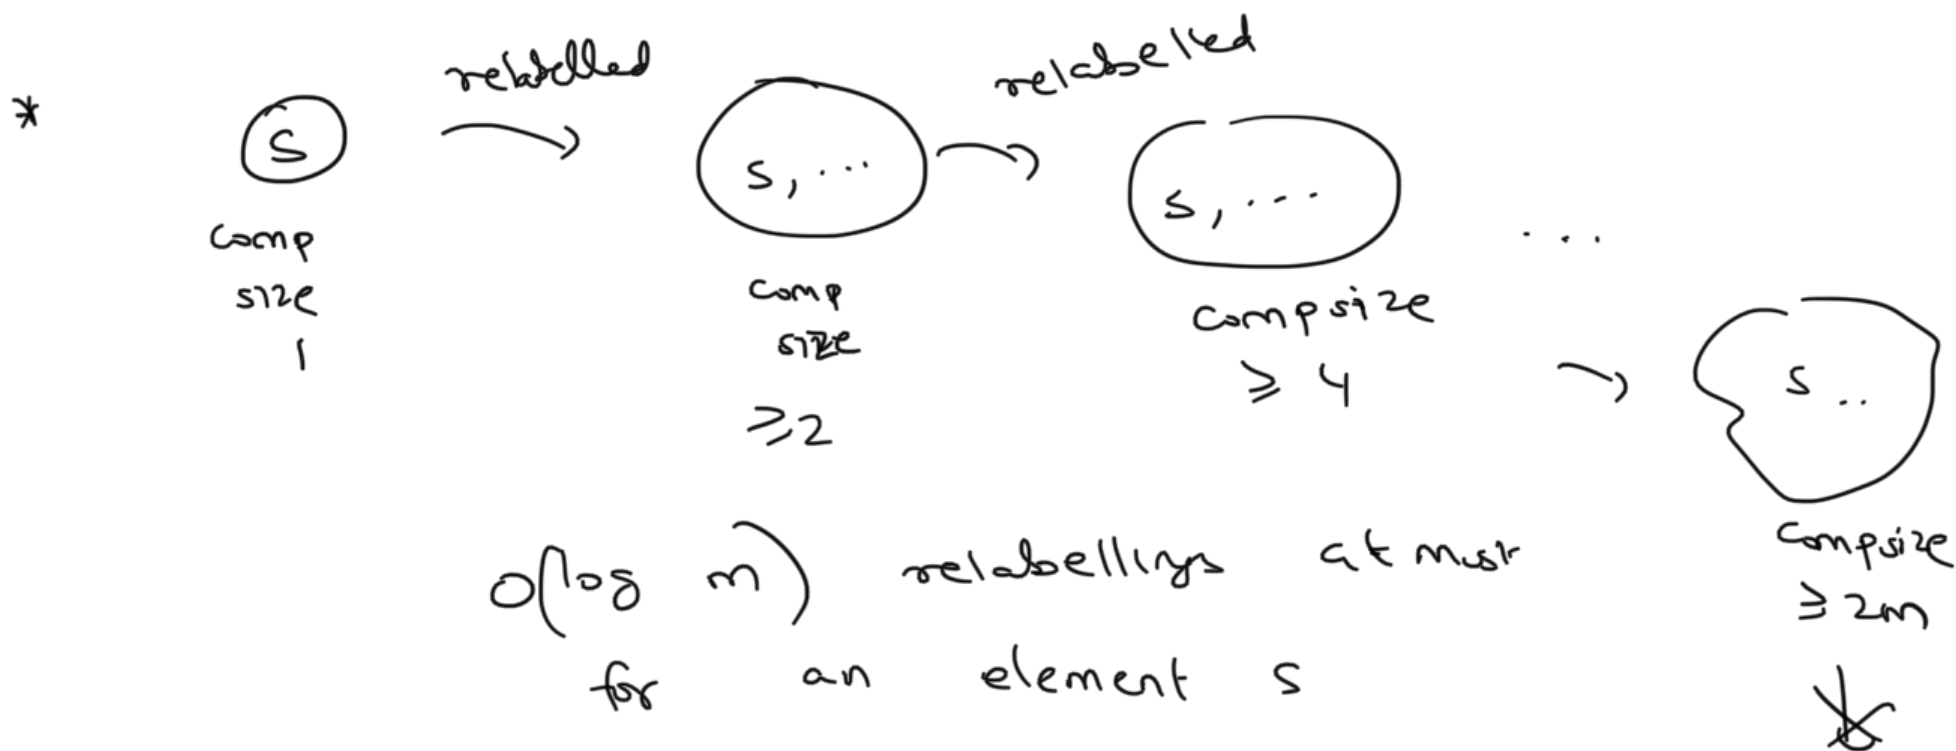 * relabelled relabelled
S s, ... s, ...
comp
size
1
comp
size
≥2
compsize
≥ 4
...
s ..
compsize
≥ 2m
O(log m) relabellings at most
for an element s